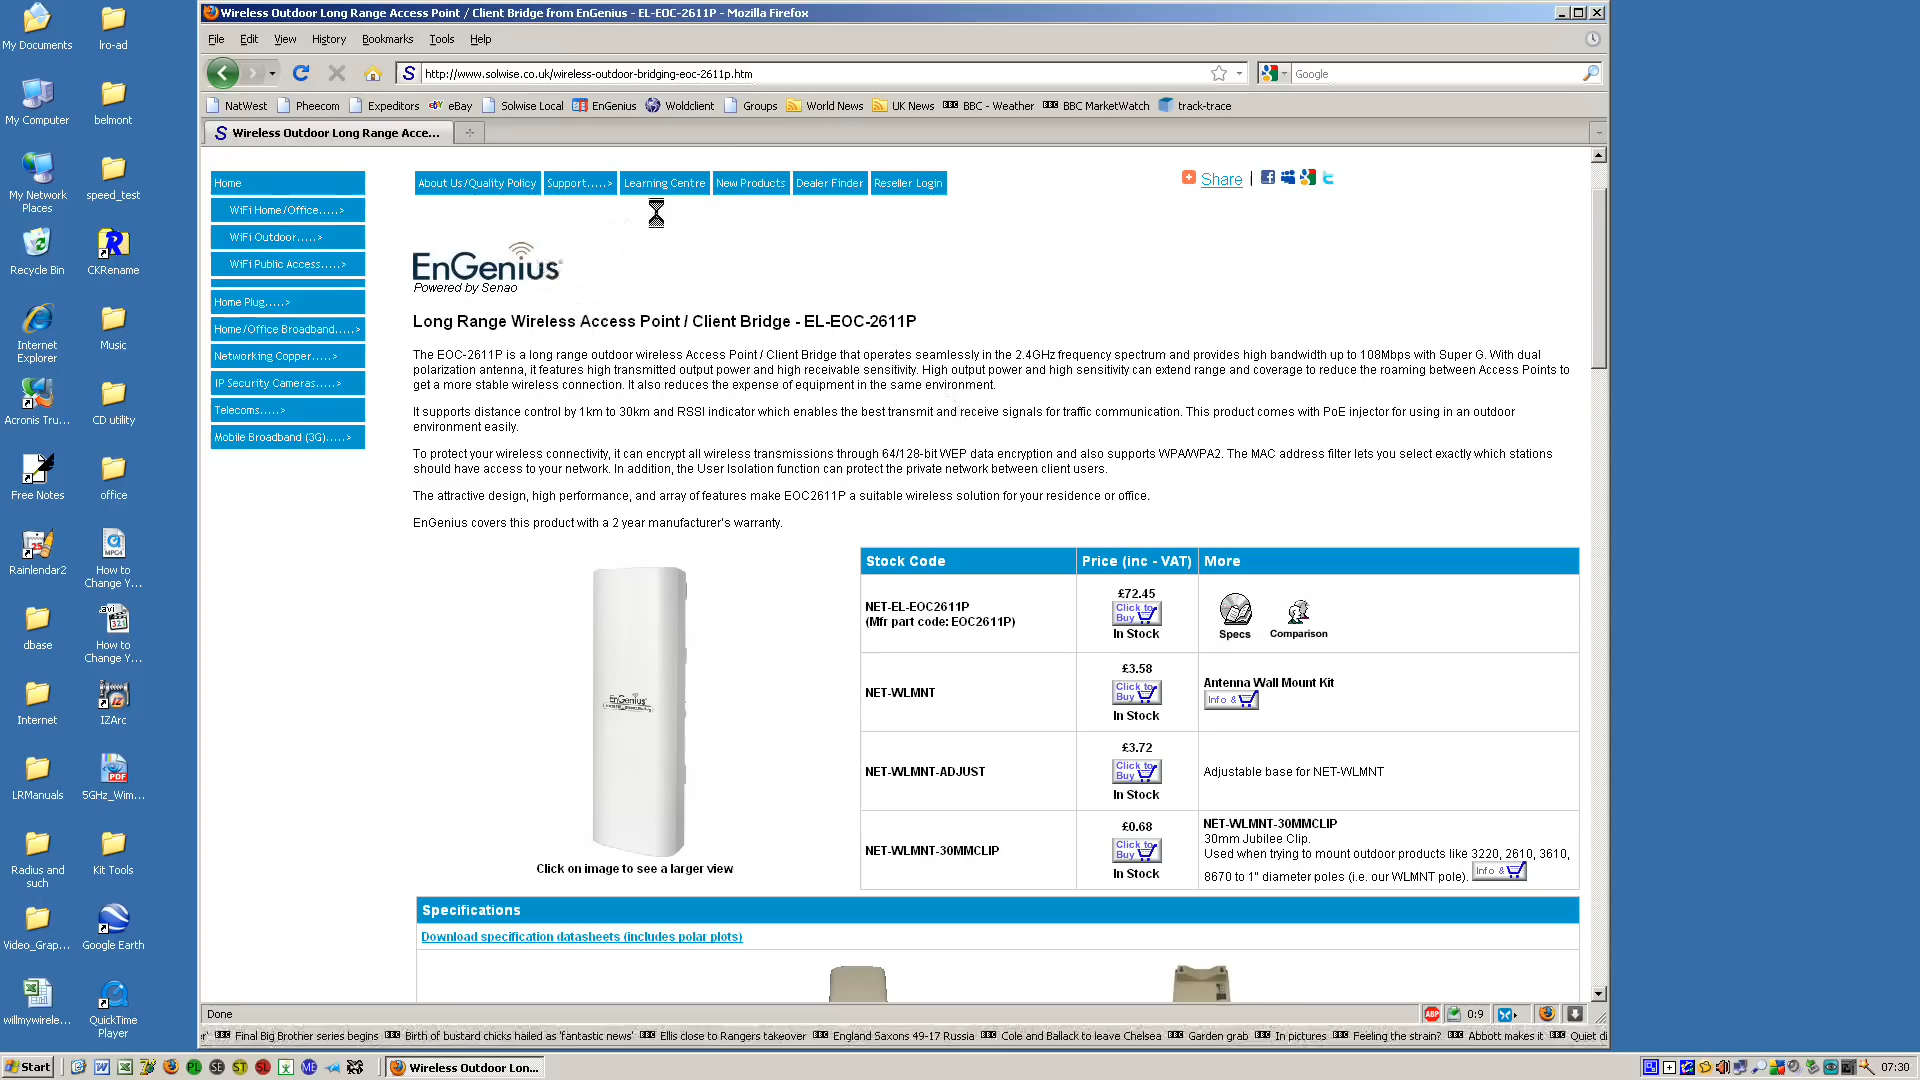 My Documents
lro-ad
My Computer
belmont
My Network Places
speed_test
Recycle Bin
CKRename
Internet Explorer
Music
Acronis Tru...
CD utility
Free Notes
office
Rainlendar2
How to Change Y...
dbase
How to Change Y...
Internet
IZArc
LRManuals
5GHz_Wim...
Radius and such
Kit Tools
Video_Grap...
Google Earth
willmywirele...
QuickTime Player
Wireless Outdoor Long Range Access Point / Client Bridge from EnGenius - EL-EOC-2611P - Mozilla Firefox
File Edit View History Bookmarks Tools Help
http://www.solwise.co.uk/wireless-outdoor-bridging-eoc-2611p.htm
Google
NatWest Pheecom Expeditors eBay Solwise Local EnGenius Woldclient Groups World News UK News BBC - Weather BBC MarketWatch track-trace
Wireless Outdoor Long Range Acce...
Home
WiFi Home/Office.....>
WiFi Outdoor.....>
WiFi Public Access.....>
Home Plug.....>
Home/Office Broadband.....>
Networking Copper.....>
IP Security Cameras.....>
Telecoms.....>
Mobile Broadband (3G).....>
About Us/Quality Policy Support.....> Learning Centre New Products Dealer Finder Reseller Login
Share |
EnGenius
Powered by Senao
Long Range Wireless Access Point / Client Bridge - EL-EOC-2611P
The EOC-2611P is a long range outdoor wireless Access Point / Client Bridge that operates seamlessly in the 2.4GHz frequency spectrum and provides high bandwidth up to 108Mbps with Super G. With dual
polarization antenna, it features high transmitted output power and high receivable sensitivity. High output power and high sensitivity can extend range and coverage to reduce the roaming between Access Points to
get a more stable wireless connection. It also reduces the expense of equipment in the same environment.
It supports distance control by 1km to 30km and RSSI indicator which enables the best transmit and receive signals for traffic communication. This product comes with PoE injector for using in an outdoor
environment easily.
To protect your wireless connectivity, it can encrypt all wireless transmissions through 64/128-bit WEP data encryption and also supports WPA/WPA2. The MAC address filter lets you select exactly which stations
should have access to your network. In addition, the User Isolation function can protect the private network between client users.
The attractive design, high performance, and array of features make EOC2611P a suitable wireless solution for your residence or office.
EnGenius covers this product with a 2 year manufacturer's warranty.
EnGenius
Click on image to see a larger view
Stock Code Price (inc - VAT) More
NET-EL-EOC2611P
(Mfr part code: EOC2611P)
£72.45
Click to Buy
In Stock
Specs Comparison
NET-WLMNT
£3.58
Click to Buy
In Stock
Antenna Wall Mount Kit
Info &
NET-WLMNT-ADJUST
£3.72
Click to Buy
In Stock
Adjustable base for NET-WLMNT
NET-WLMNT-30MMCLIP
£0.68
Click to Buy
In Stock
NET-WLMNT-30MMCLIP
30mm Jubilee Clip.
Used when trying to mount outdoor products like 3220, 2610, 3610,
8670 to 1" diameter poles (i.e. our WLMNT pole). Info &
Specifications
Download specification datasheets (includes polar plots)
Done
ABP
0:9
BBC Final Big Brother series begins BBC Birth of bustard chicks hailed as 'fantastic news' BBC Ellis close to Rangers takeover BBC England Saxons 49-17 Russia BBC Cole and Ballack to leave Chelsea BBC Garden grab BBC In pictures BBC Feeling the strain? BBC Abbott makes it BBC Quiet di
Start
PL SE ST SL ME
Wireless Outdoor Lon...
07:30